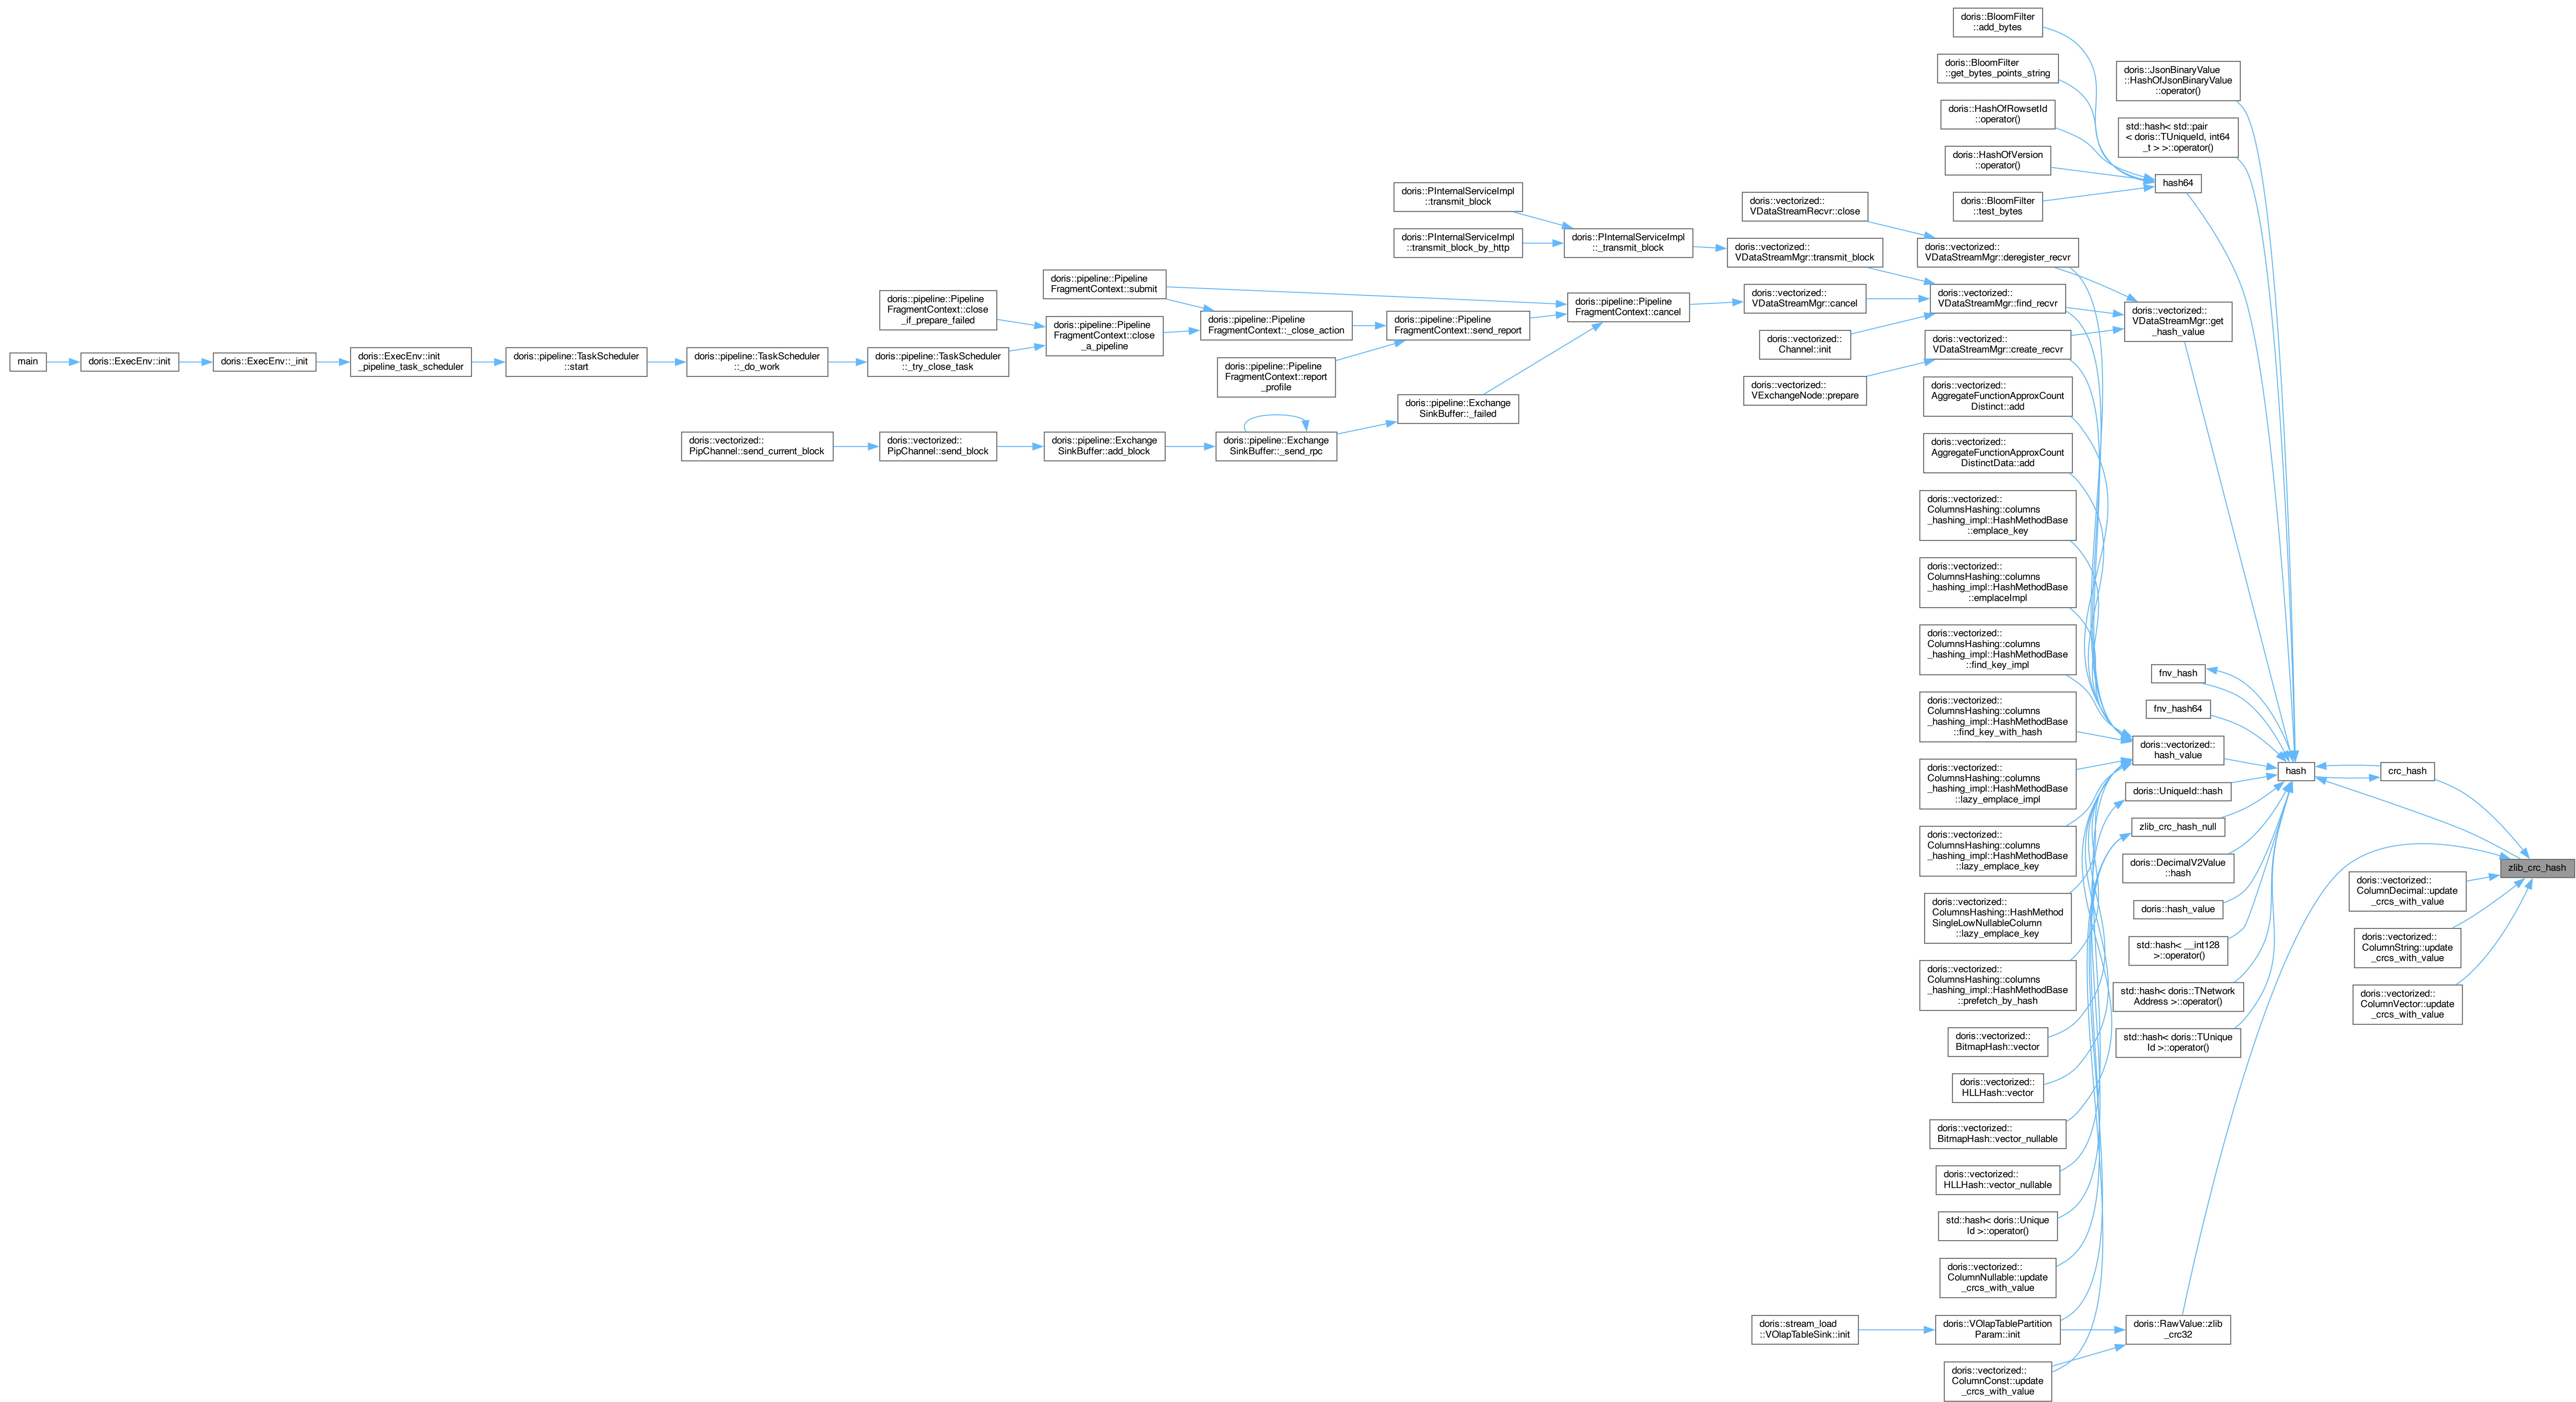 main
doris::ExecEnv::init
doris::ExecEnv::_init
doris::ExecEnv::init
_pipeline_task_scheduler
doris::pipeline::TaskScheduler
::start
doris::pipeline::TaskScheduler
::_do_work
doris::pipeline::TaskScheduler
::_try_close_task
doris::pipeline::Pipeline
FragmentContext::close
_if_prepare_failed
doris::pipeline::Pipeline
FragmentContext::close
_a_pipeline
doris::pipeline::Pipeline
FragmentContext::submit
doris::pipeline::Pipeline
FragmentContext::_close_action
doris::pipeline::Pipeline
FragmentContext::report
_profile
doris::pipeline::Pipeline
FragmentContext::send_report
doris::pipeline::Pipeline
FragmentContext::cancel
doris::pipeline::Exchange
SinkBuffer::_failed
doris::pipeline::Exchange
SinkBuffer::_send_rpc
doris::pipeline::Exchange
SinkBuffer::add_block
doris::vectorized::
PipChannel::send_block
doris::vectorized::
PipChannel::send_current_block
doris::PInternalServiceImpl
::transmit_block
doris::PInternalServiceImpl
::transmit_block_by_http
doris::PInternalServiceImpl
::_transmit_block
doris::vectorized::
VDataStreamRecvr::close
doris::vectorized::
VDataStreamMgr::transmit_block
doris::vectorized::
VDataStreamMgr::cancel
doris::vectorized::
Channel::init
doris::vectorized::
VExchangeNode::prepare
doris::BloomFilter
::add_bytes
doris::BloomFilter
::get_bytes_points_string
doris::HashOfRowsetId
::operator()
doris::HashOfVersion
::operator()
doris::BloomFilter
::test_bytes
doris::vectorized::
VDataStreamMgr::deregister_recvr
doris::vectorized::
VDataStreamMgr::find_recvr
doris::vectorized::
VDataStreamMgr::create_recvr
doris::vectorized::
AggregateFunctionApproxCount
Distinct::add
doris::vectorized::
AggregateFunctionApproxCount
DistinctData::add
doris::vectorized::
ColumnsHashing::columns
_hashing_impl::HashMethodBase
::emplace_key
doris::vectorized::
ColumnsHashing::columns
_hashing_impl::HashMethodBase
::emplaceImpl
doris::vectorized::
ColumnsHashing::columns
_hashing_impl::HashMethodBase
::find_key_impl
doris::vectorized::
ColumnsHashing::columns
_hashing_impl::HashMethodBase
::find_key_with_hash
doris::vectorized::
ColumnsHashing::columns
_hashing_impl::HashMethodBase
::lazy_emplace_impl
doris::vectorized::
ColumnsHashing::columns
_hashing_impl::HashMethodBase
::lazy_emplace_key
doris::vectorized::
ColumnsHashing::HashMethod
SingleLowNullableColumn
::lazy_emplace_key
doris::vectorized::
ColumnsHashing::columns
_hashing_impl::HashMethodBase
::prefetch_by_hash
doris::vectorized::
BitmapHash::vector
doris::vectorized::
HLLHash::vector
doris::vectorized::
BitmapHash::vector_nullable
doris::vectorized::
HLLHash::vector_nullable
std::hash< doris::Unique
Id >::operator()
doris::vectorized::
ColumnNullable::update
_crcs_with_value
doris::stream_load
::VOlapTableSink::init
doris::VOlapTablePartition
Param::init
doris::vectorized::
ColumnConst::update
_crcs_with_value
doris::JsonBinaryValue
::HashOfJsonBinaryValue
::operator()
std::hash< std::pair
< doris::TUniqueId, int64
_t > >::operator()
hash64
doris::vectorized::
VDataStreamMgr::get
_hash_value
fnv_hash
fnv_hash64
doris::vectorized::
hash_value
doris::UniqueId::hash
zlib_crc_hash_null
doris::DecimalV2Value
::hash
doris::hash_value
std::hash< __int128
>::operator()
std::hash< doris::TNetwork
Address >::operator()
std::hash< doris::TUnique
Id >::operator()
doris::RawValue::zlib
_crc32
hash
crc_hash
zlib_crc_hash
doris::vectorized::
ColumnDecimal::update
_crcs_with_value
doris::vectorized::
ColumnString::update
_crcs_with_value
doris::vectorized::
ColumnVector::update
_crcs_with_value